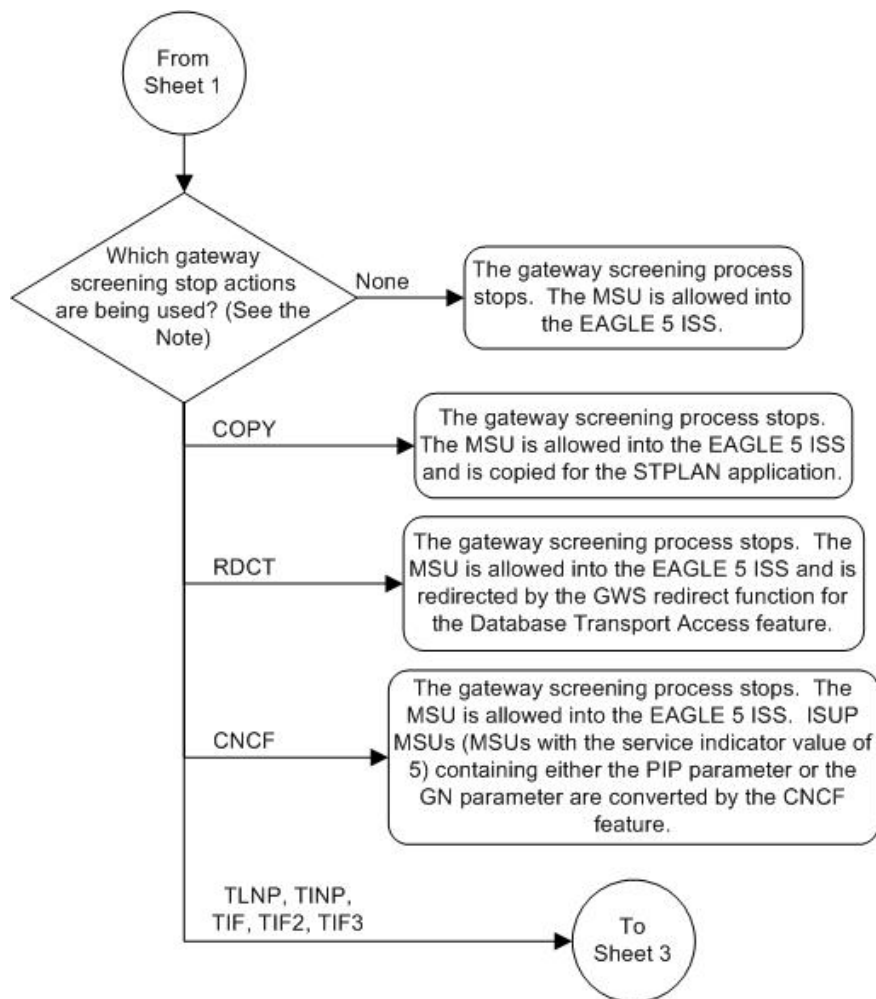 From
Sheet 1
Which gateway
screening stop actions
are being used? (See the
Note)
None
The gateway screening process
stops.  The MSU is allowed into
the EAGLE 5 ISS.
COPY
The gateway screening process stops.
The MSU is allowed into the EAGLE 5 ISS
and is copied for the STPLAN application.
RDCT
The gateway screening process stops.  The
MSU is allowed into the EAGLE 5 ISS and is
redirected by the GWS redirect function for
the Database Transport Access feature.
CNCF
The gateway screening process stops.  The
MSU is allowed into the EAGLE 5 ISS.  ISUP
MSUs (MSUs with the service indicator value of
5) containing either the PIP parameter or the
GN parameter are converted by the CNCF
feature.
TLNP, TINP,
TIF, TIF2, TIF3
To
Sheet 3